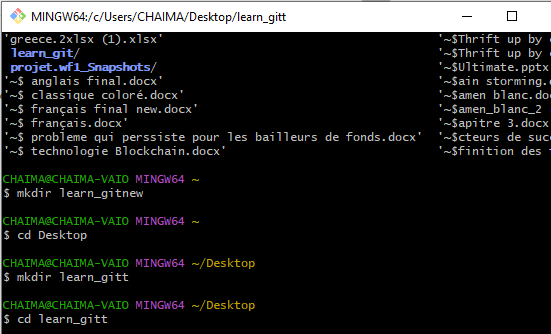 MINGW64:/c/Users/CHAIMA/Desktop/learn_gitt
'greece.2xlsx (1).xlsx' '~$Thrift up by
learn_git/ '~$Thrift up by
projet.wf1_Snapshots/ '~$Ultimate.pptx
'~$ anglais final.docx' '~$ain storming.
'~$ classique coloré.docx' '~$amen blanc.do
'~$ français final new.docx' '~$amen_blanc_2
'~$ français.docx' '~$apitre 3.docx
'~$ probleme qui perssiste pour les bailleurs de fonds.docx' '~$cteurs de suc
'~$ technologie Blockchain.docx' '~$finition des
CHAIMA@CHAIMA-VAIO MINGW64 ~
$ mkdir learn_gitnew
CHAIMA@CHAIMA-VAIO MINGW64 ~
$ cd Desktop
CHAIMA@CHAIMA-VAIO MINGW64 ~/Desktop
$ mkdir learn_gitt
CHAIMA@CHAIMA-VAIO MINGW64 ~/Desktop
$ cd learn_gitt